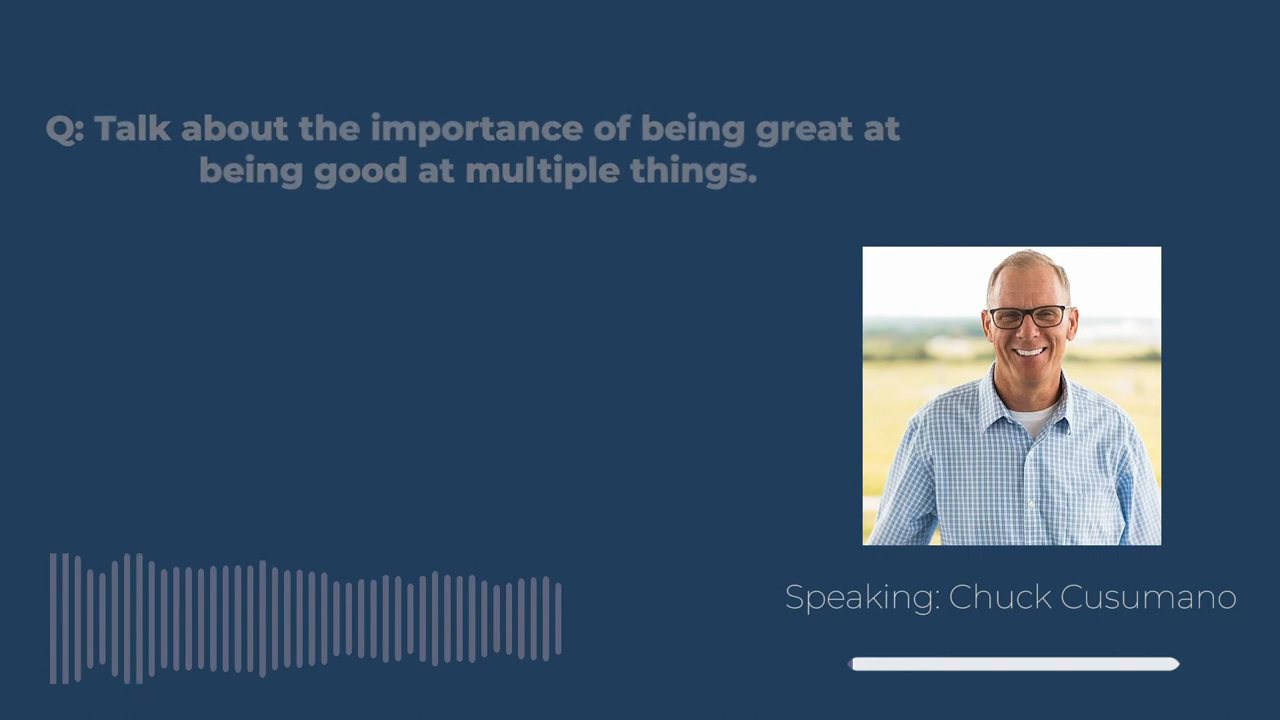 Q: Talk about the importance of being great at
being good at multiple things.
Speaking: Chuck Cusumano